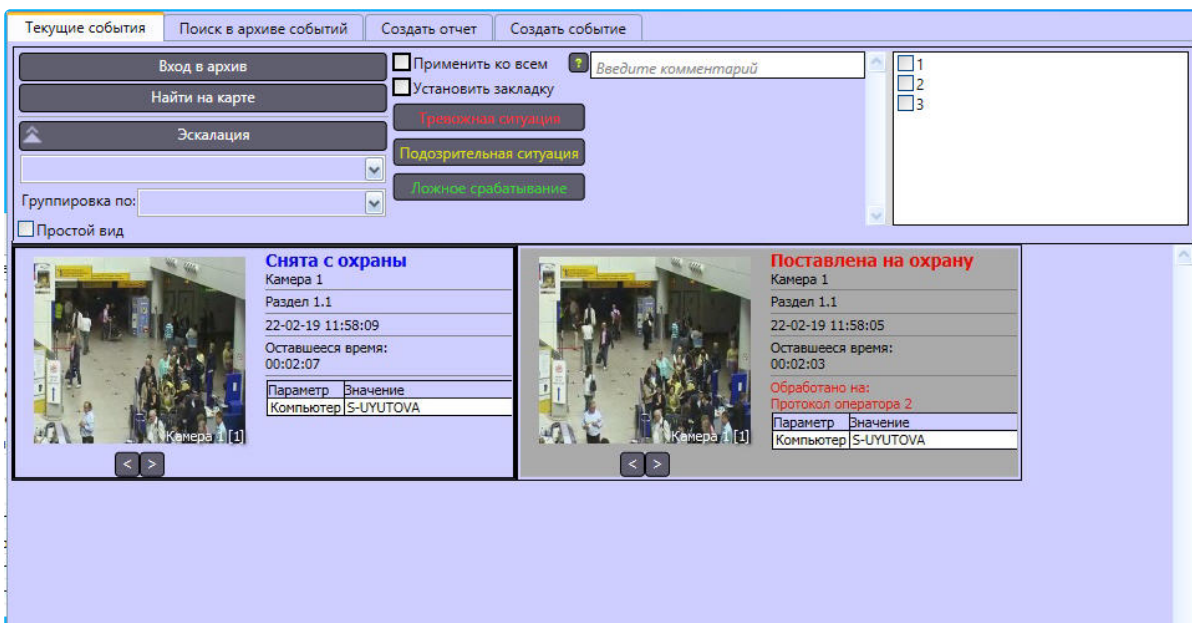 Текущие события
Поиск в архиве событий
Создать отчет
Создать событие
Вход в архив
Найти на карте
Эскалация
Группировка по:
Простой вид
Применить ко всем
?
Установить закладку
Тревожная ситуация
Подозрительная ситуация
Ложное срабатывание
Введите комментарий
1
2
3
Снята с охраны
Камера 1
Раздел 1.1
22-02-19 11:58:09
Оставшееся время:
00:02:07
Параметр Значение
Компьютер S-UYUTOVA
Камера 1 [1]
< >
Поставлена на охрану
Камера 1
Раздел 1.1
22-02-19 11:58:05
Оставшееся время:
00:02:03
Обработано на:
Протокол оператора 2
Параметр Значение
Компьютер S-UYUTOVA
Камера 1 [1]
< >